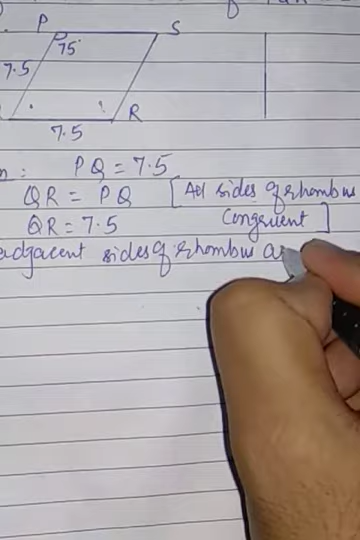 P S
75°
7.5
R
7.5
: PQ = 7.5
QR = PQ [All sides of rhombus
QR = 7.5 Congruent]
adjacent sides of rhombus a